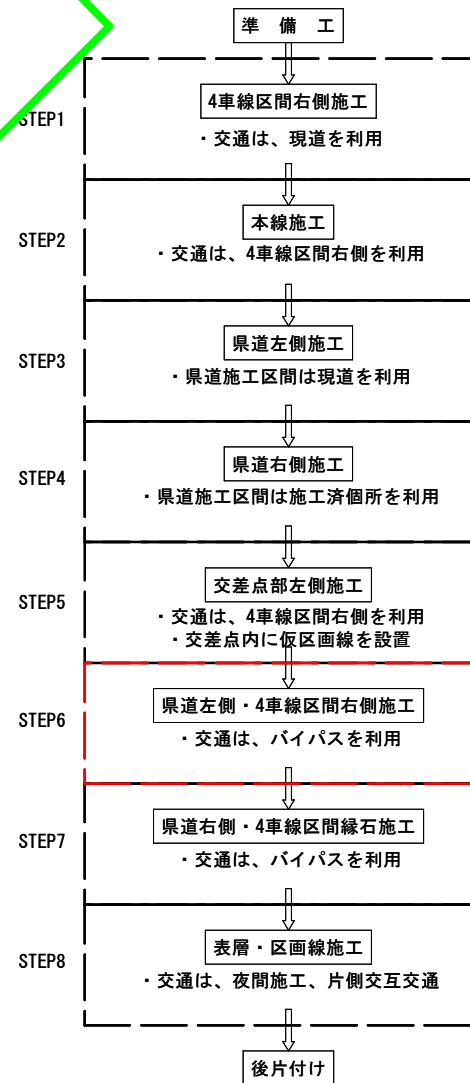 準 備 工
STEP1
4車線区間右側施工
・交通は、現道を利用
STEP2
本線施工
・交通は、4車線区間右側を利用
STEP3
県道左側施工
・県道施工区間は現道を利用
STEP4
県道右側施工
・県道施工区間は施工済個所を利用
STEP5
交差点部左側施工
・交通は、4車線区間右側を利用
・交差点内に仮区画線を設置
STEP6
県道左側・4車線区間右側施工
・交通は、バイパスを利用
STEP7
県道右側・4車線区間縁石施工
・交通は、バイパスを利用
STEP8
表層・区画線施工
・交通は、夜間施工、片側交互交通
後片付け